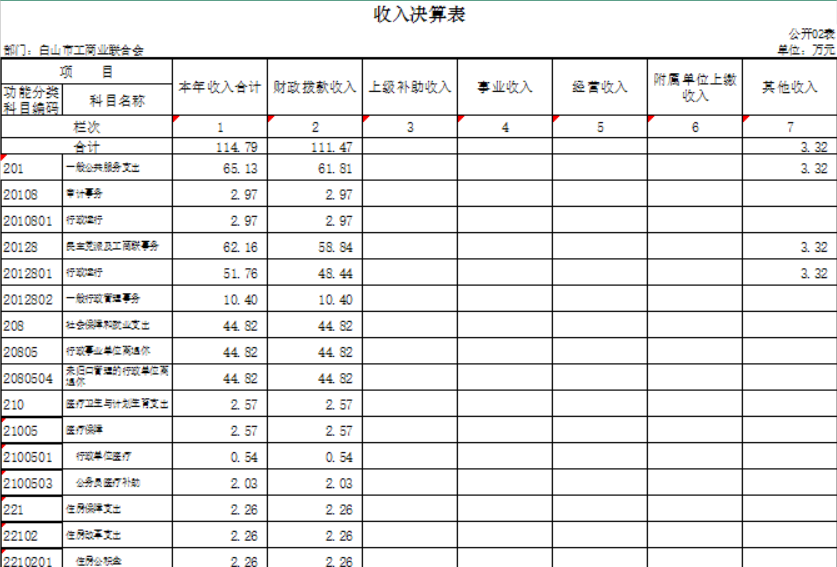 收入决算表
公开02表
部门：白山市工商业联合会 单位：万元
项 目 本年收入合计 财政拨款收入 上级补助收入 事业收入 经营收入 附属单位上缴收入 其他收入
功能分类科目编码 科目名称
栏次 1 2 3 4 5 6 7
合计 114.79 111.47 3.32
201 一般公共服务支出 65.13 61.81 3.32
20108 审计事务 2.97 2.97
2010801 行政运行 2.97 2.97
20128 民主党派及工商联事务 62.16 58.84 3.32
2012801 行政运行 51.76 48.44 3.32
2012802 一般行政管理事务 10.40 10.40
208 社会保障和就业支出 44.82 44.82
20805 行政事业单位离退休 44.82 44.82
2080504 未归口管理的行政单位离退休 44.82 44.82
210 医疗卫生与计划生育支出 2.57 2.57
21005 医疗保障 2.57 2.57
2100501 行政单位医疗 0.54 0.54
2100503 公务员医疗补助 2.03 2.03
221 住房保障支出 2.26 2.26
22102 住房改革支出 2.26 2.26
2210201 住房公积金 2.26 2.26